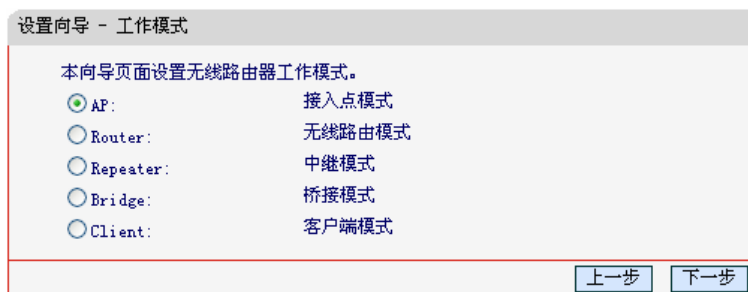 设置向导 - 工作模式
本向导页面设置无线路由器工作模式。
AP: 接入点模式
Router: 无线路由模式
Repeater: 中继模式
Bridge: 桥接模式
Client: 客户端模式
上一步 下一步